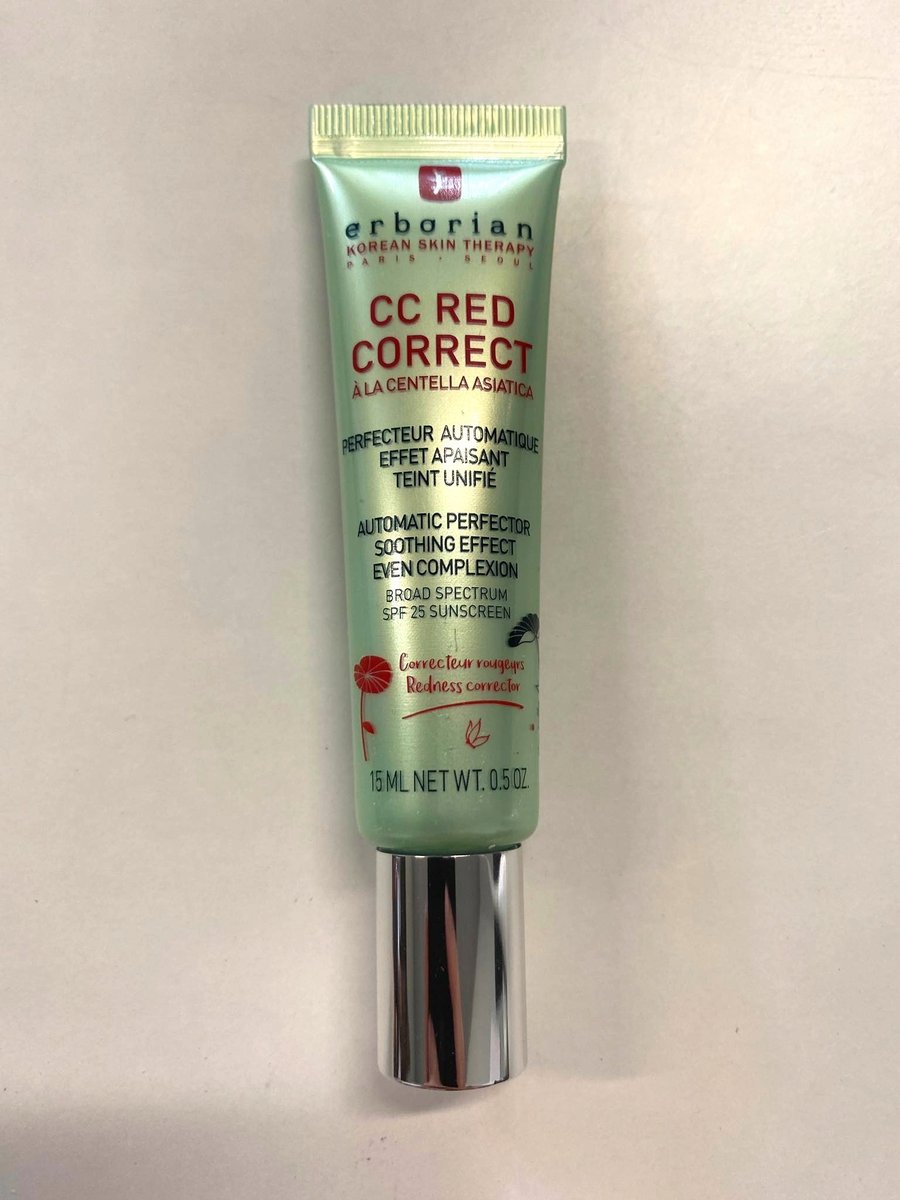 erborian
KOREAN SKIN THERAPY
PARIS • SEOUL
CC RED
CORRECT
À LA CENTELLA ASIATICA
PERFECTEUR AUTOMATIQUE
EFFET APAISANT
TEINT UNIFIÉ
AUTOMATIC PERFECTOR
SOOTHING EFFECT
EVEN COMPLEXION
BROAD SPECTRUM
SPF 25 SUNSCREEN
Correcteur rougeurs
Redness corrector
15 ML NET WT. 0.5 OZ.